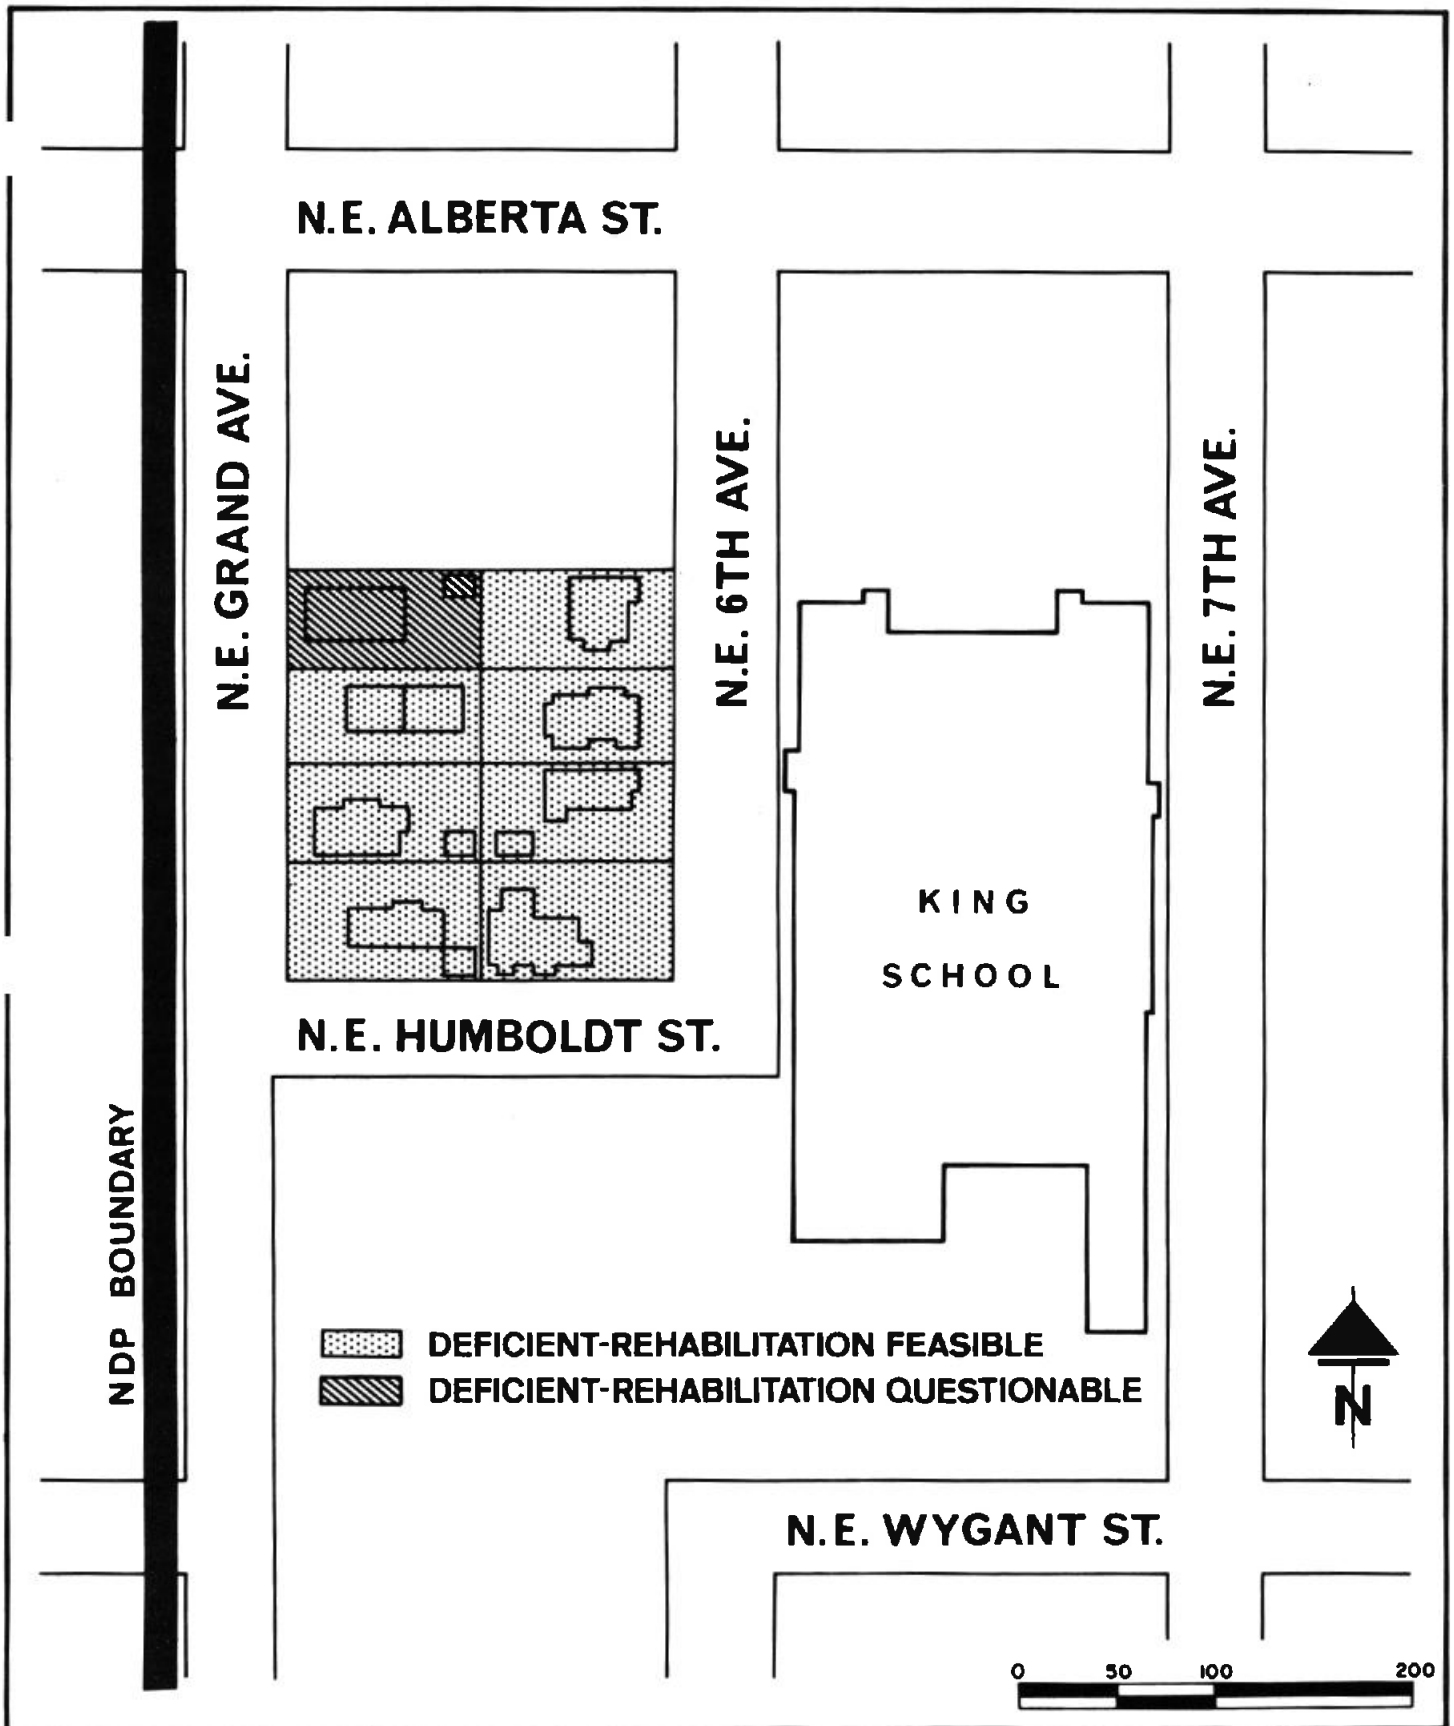 N.E. ALBERTA ST.
N.E. GRAND AVE.
N.E. 6TH AVE.
N.E. 7TH AVE.
KING
SCHOOL
N.E. HUMBOLDT ST.
NDP BOUNDARY
DEFICIENT-REHABILITATION FEASIBLE
DEFICIENT-REHABILITATION QUESTIONABLE
N
N.E. WYGANT ST.
0 50 100 200